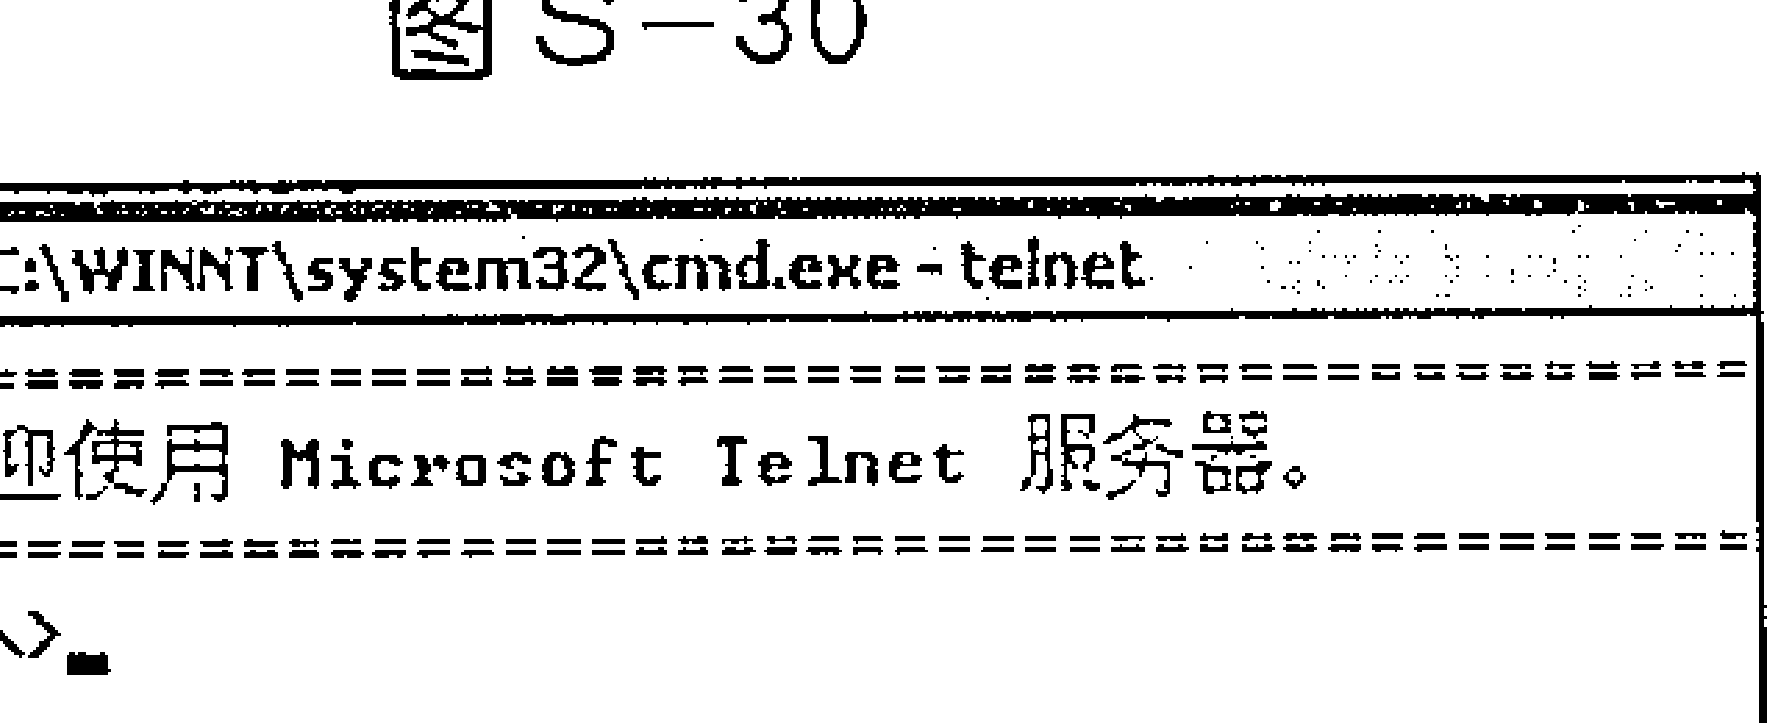 图 S-30
C:\WINNT\system32\cmd.exe - telnet
================================================
迎使用 Microsoft Telnet 服务器。
================================================
\>_